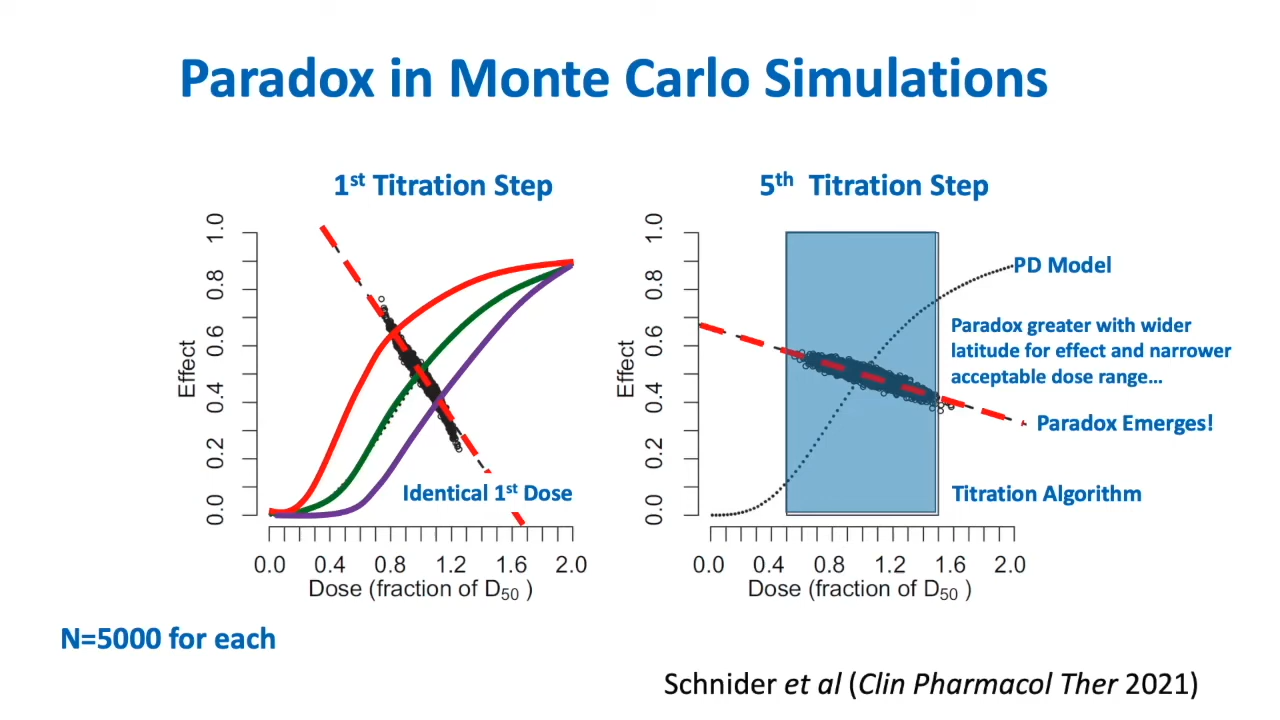 Paradox in Monte Carlo Simulations
1st Titration Step
5th Titration Step
Effect
0.0 0.2 0.4 0.6 0.8 1.0
Identical 1st Dose
0.0 0.4 0.8 1.2 1.6 2.0
Dose (fraction of D50 )
Effect
0.0 0.2 0.4 0.6 0.8 1.0
PD Model
Paradox greater with wider
latitude for effect and narrower
acceptable dose range…
Paradox Emerges!
Titration Algorithm
0.0 0.4 0.8 1.2 1.6 2.0
Dose (fraction of D50 )
N=5000 for each
Schnider et al (Clin Pharmacol Ther 2021)